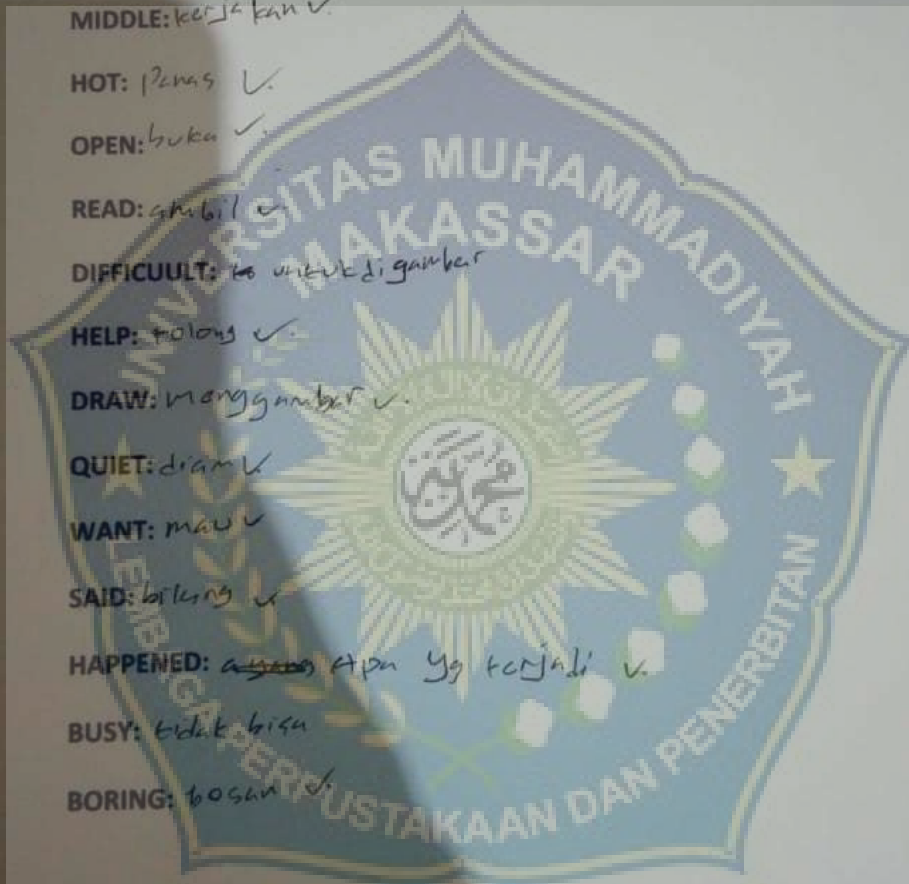 MIDDLE: kerjakan ✓.
HOT: Panas ✓.
OPEN: buka ✓.
READ: ambil ✓.
DIFFICUULT: untuk digambar
HELP: tolong ✓.
DRAW: menggambar ✓.
QUIET: diam ✓
WANT: mau ✓
SAID: bilang ✓
HAPPENED: Apa yg terjadi ✓.
BUSY: tidak bisa
BORING: bosan ✓.
UNIVERSITAS MUHAMMADIYAH
MAKASSAR
LEMBAGA PERPUSTAKAAN DAN PENERBITAN